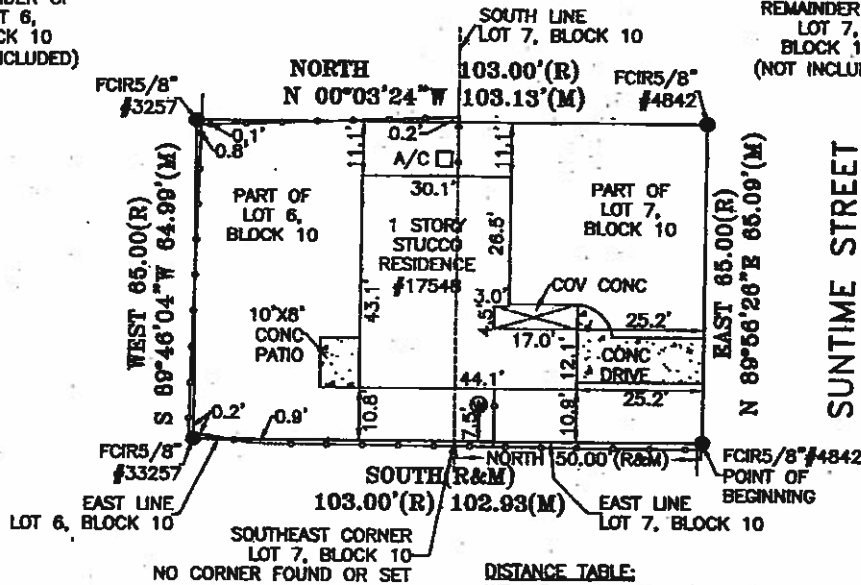 LOT 6,
BLOCK 10
SOUTH LINE
LOT 7, BLOCK 10
REMAINDER
LOT 7,
BLOCK 1
(NOT INCLU
NORTH 103.00'(R)
N 00°03'24"W 103.13'(M)
FCIR5/8"
#3257
FCIR5/8"
#4842
0.1'
0.8'
0.2'
11.1'
11.1'
A/C
30.1'
PART OF
LOT 6,
BLOCK 10
PART OF
LOT 7,
BLOCK 10
1 STORY
STUCCO
RESIDENCE
#17548
26.5'
43.1'
WEST 65.00(R)
S 89°46'04"W 64.99'(M)
EAST 65.00(R)
N 89°56'26"E 65.09'(M)
SUNTIME STREET
COV CONC
3.0'
4.5'
17.0'
25.2'
10'X8'
CONC
PATIO
CONC
DRIVE
12.1'
44.1'
25.2'
10.8'
7.5'
10.9'
0.2'
0.9'
FCIR5/8"
#33257
NORTH 50.00 (R&M)
FCIR5/8"#4842
POINT OF
BEGINNING
SOUTH(R&M)
103.00'(R) 102.93(M)
EAST LINE
LOT 6, BLOCK 10
EAST LINE
LOT 7, BLOCK 10
SOUTHEAST CORNER
LOT 7, BLOCK 10
NO CORNER FOUND OR SET
DISTANCE TABLE: